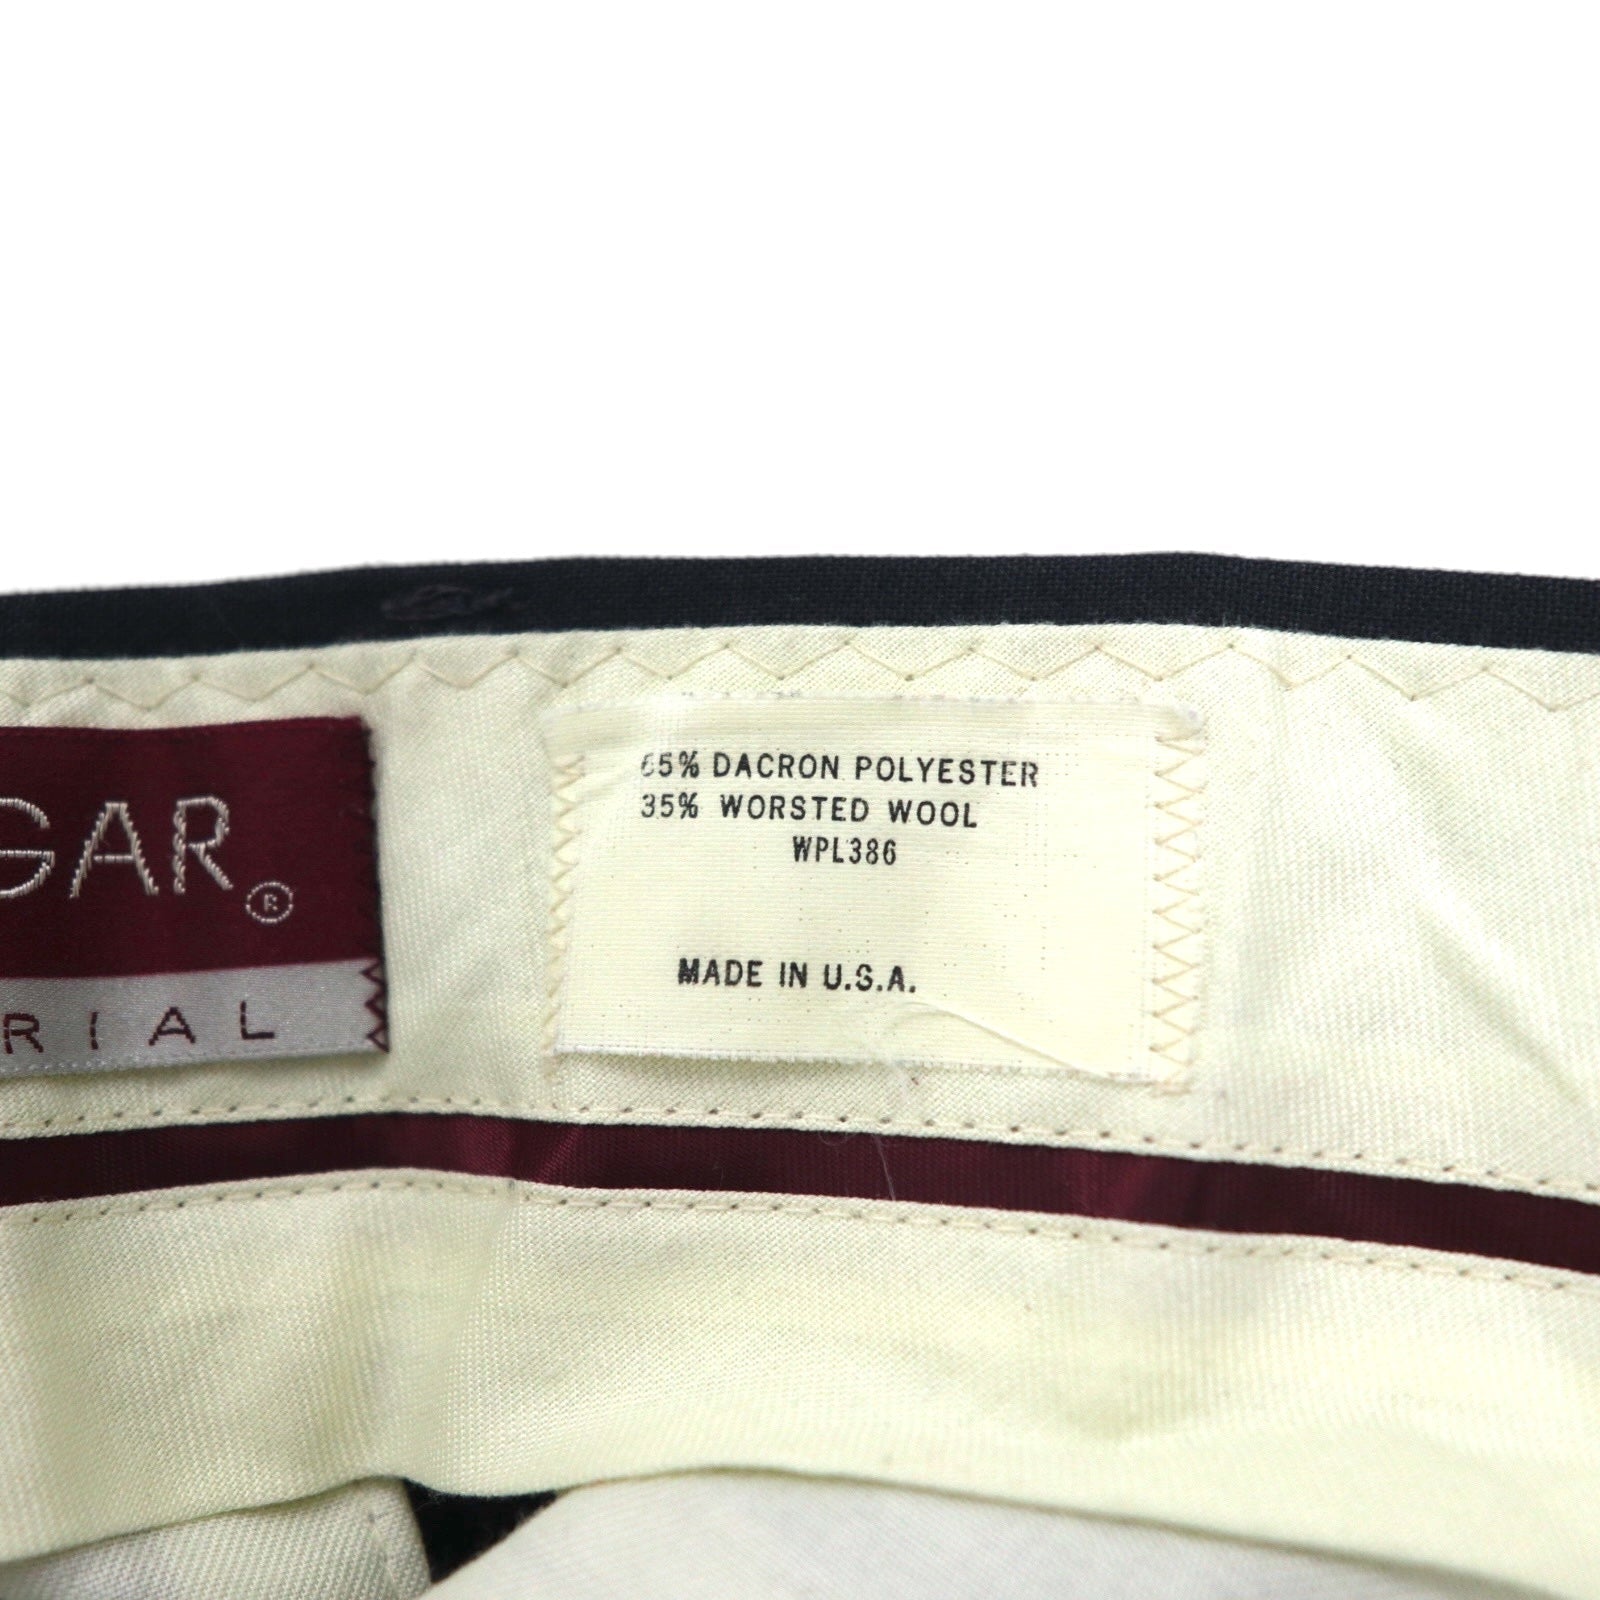 GAR®
RIAL
65% DACRON POLYESTER
35% WORSTED WOOL
WPL386
MADE IN U.S.A.